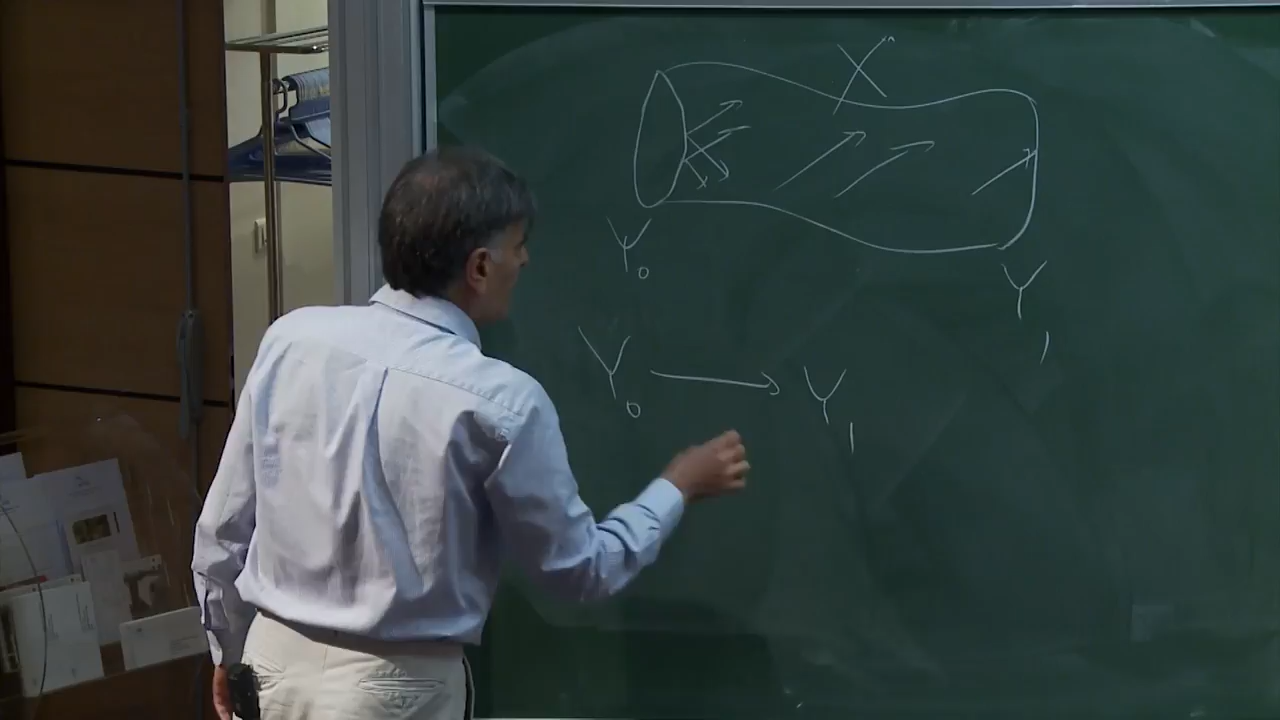 X
Y₀
Y₁
Y₀ → Y₁